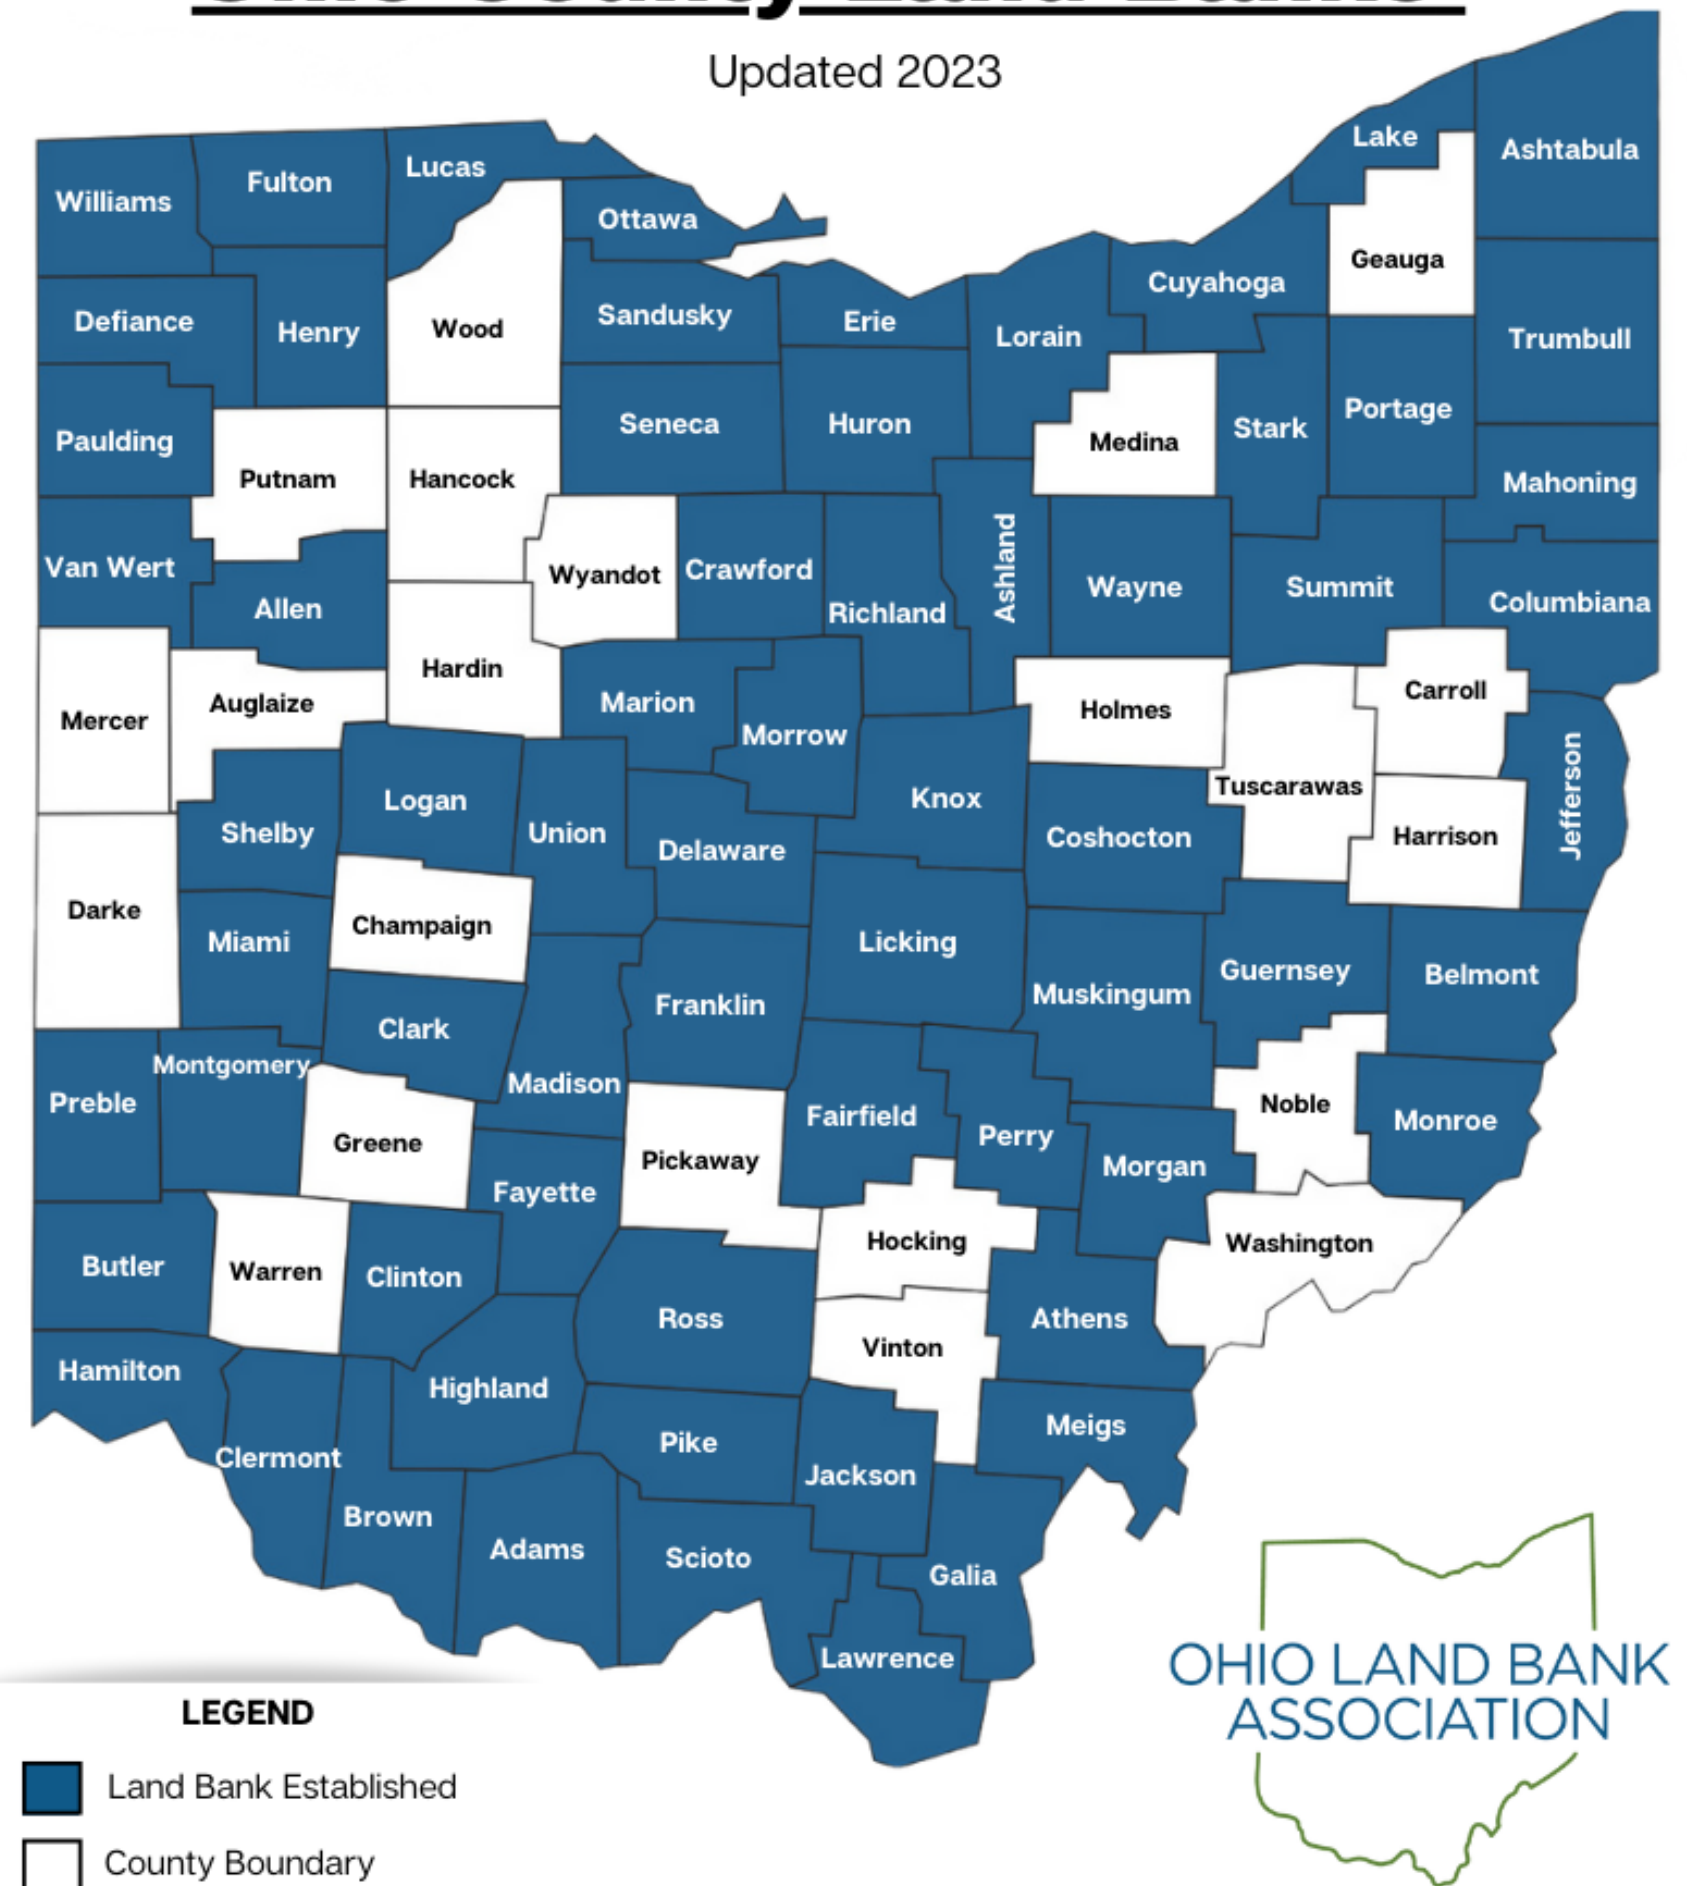 Updated 2023
Lake
Ashtabula
Lucas
Fulton
Williams
Ottawa
Geauga
Cuyahoga
Sandusky
Erie
Defiance
Henry
Wood
Lorain
Trumbull
Portage
Seneca
Huron
Stark
Paulding
Medina
Putnam
Hancock
Mahoning
Van Wert
Wyandot
Crawford
Ashland
Wayne
Summit
Allen
Richland
Columbiana
Hardin
Carroll
Auglaize
Marion
Holmes
Mercer
Morrow
Tuscarawas
Jefferson
Logan
Knox
Shelby
Union
Coshocton
Harrison
Delaware
Darke
Champaign
Miami
Licking
Guernsey
Belmont
Muskingum
Franklin
Clark
Montgomery
Madison
Preble
Noble
Fairfield
Monroe
Greene
Perry
Pickaway
Morgan
Fayette
Hocking
Washington
Butler
Warren
Clinton
Ross
Athens
Vinton
Hamilton
Highland
Meigs
Pike
Clermont
Jackson
Brown
Adams
Scioto
Galia
Lawrence
OHIO LAND BANK
ASSOCIATION
LEGEND
Land Bank Established
County Boundary